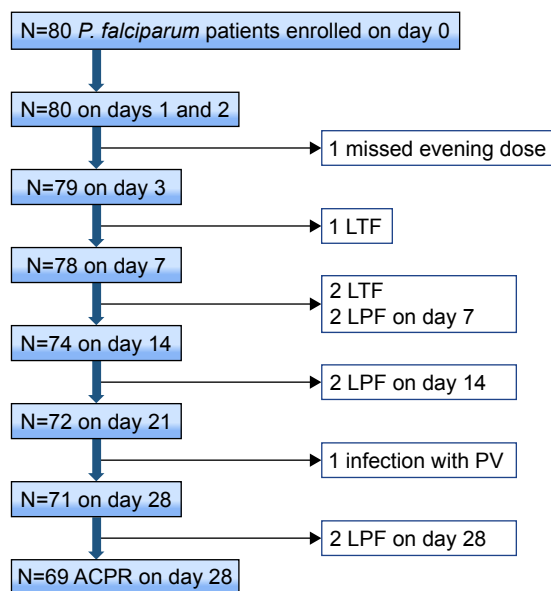 N=80 P. falciparum patients enrolled on day 0
N=80 on days 1 and 2
1 missed evening dose
N=79 on day 3
1 LTF
N=78 on day 7
2 LTF
2 LPF on day 7
N=74 on day 14
2 LPF on day 14
N=72 on day 21
1 infection with PV
N=71 on day 28
2 LPF on day 28
N=69 ACPR on day 28